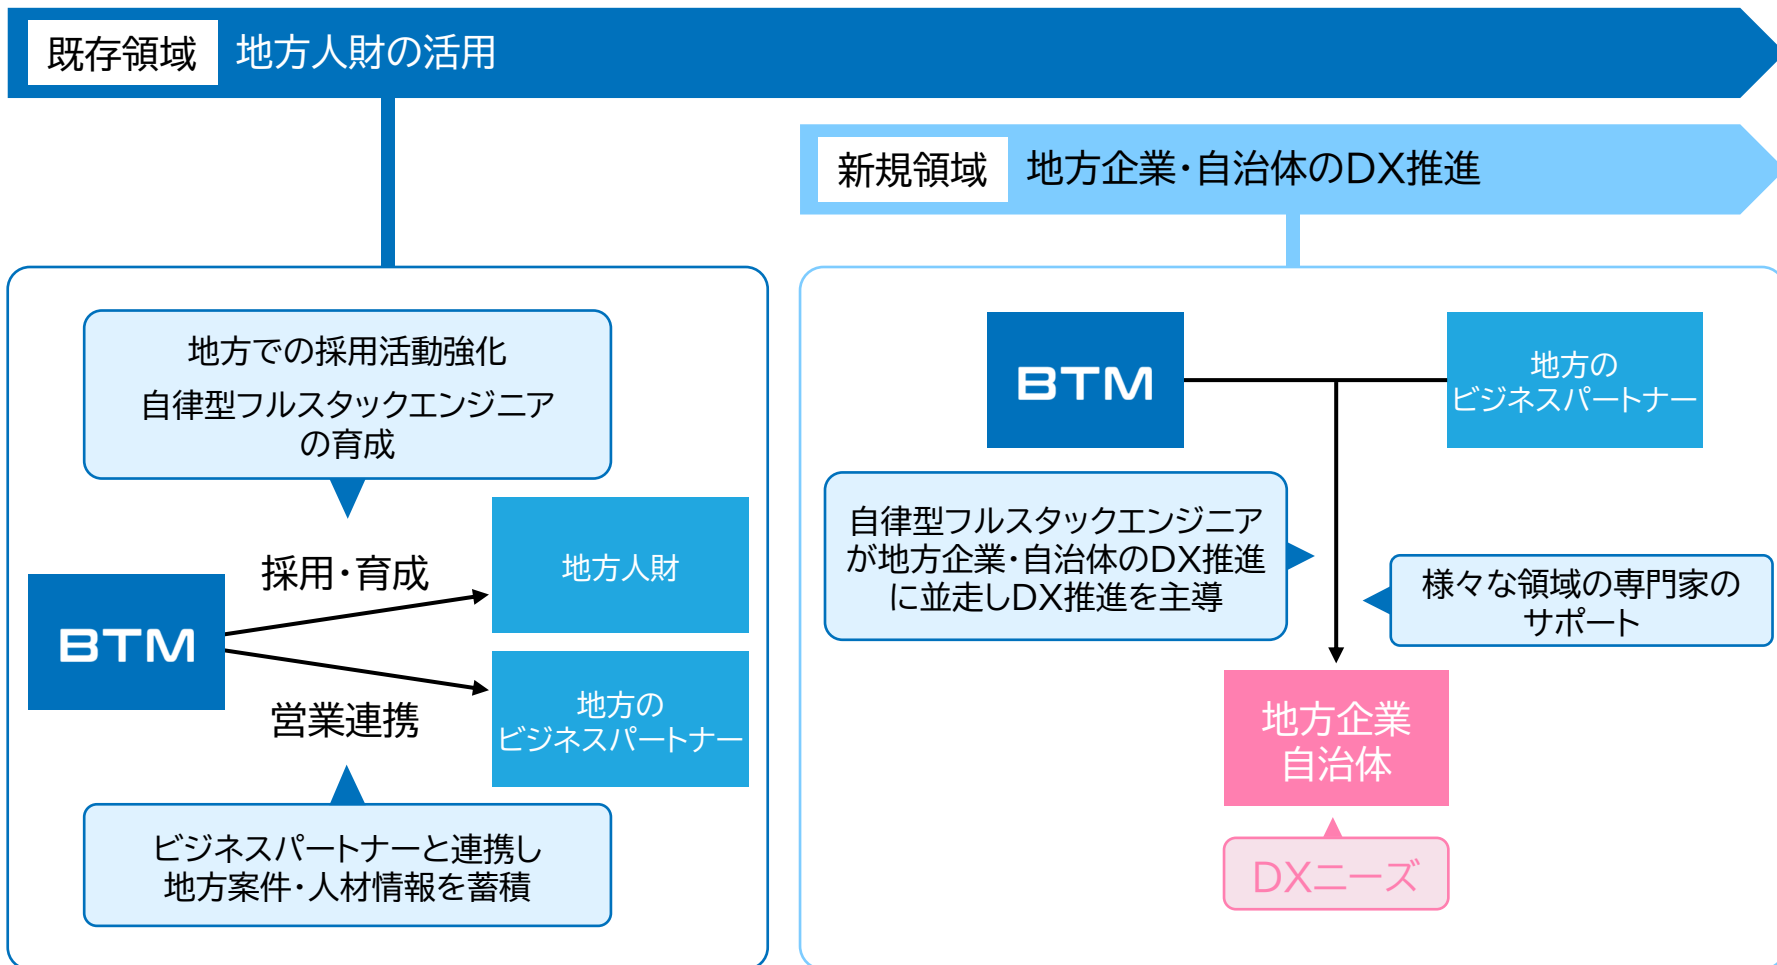 既存領域
地方人財の活用
新規領域
地方企業・自治体のDX推進
地方での採用活動強化
自律型フルスタックエンジニア
の育成
採用・育成
地方人財
BTM
営業連携
地方の
ビジネスパートナー
ビジネスパートナーと連携し
地方案件・人材情報を蓄積
BTM
地方の
ビジネスパートナー
自律型フルスタックエンジニア
が地方企業・自治体のDX推進
に並走しDX推進を主導
様々な領域の専門家の
サポート
地方企業
自治体
DXニーズ